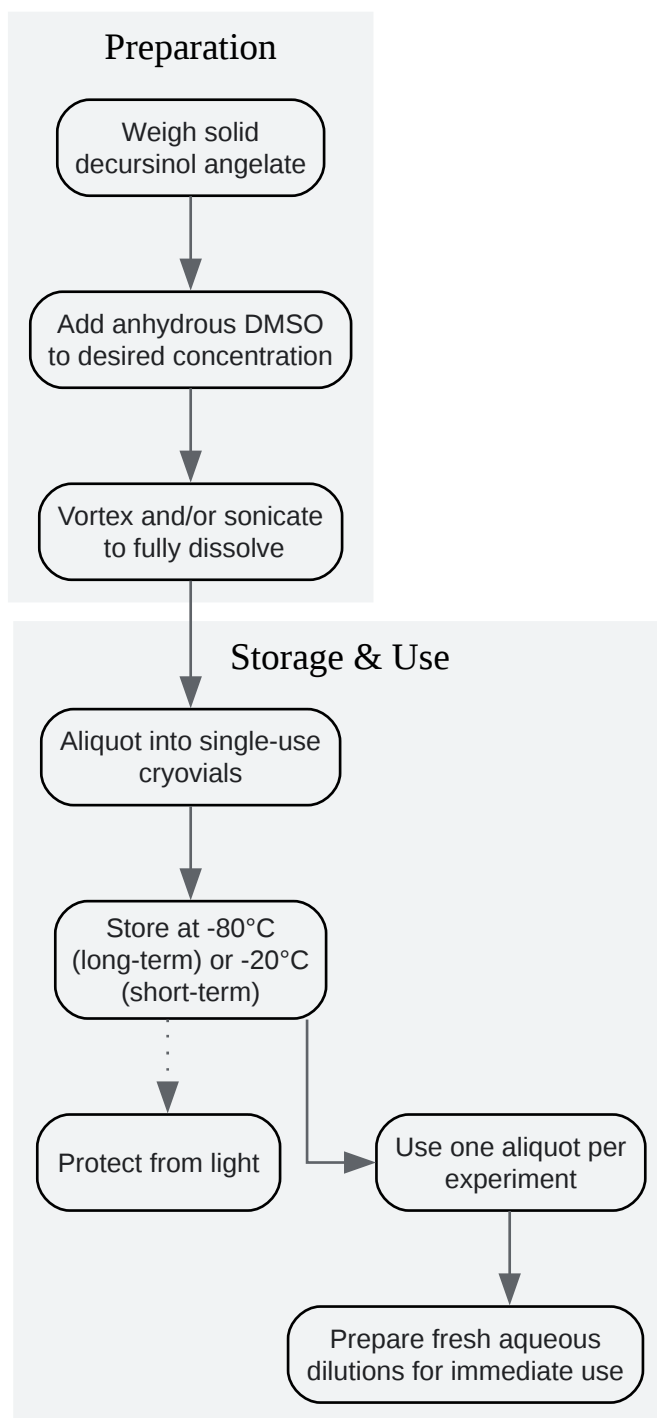 Preparation
Weigh solid
decursinol angelate
Add anhydrous DMSO
to desired concentration
Vortex and/or sonicate
to fully dissolve
Storage & Use
Aliquot into single-use
cryovials
Store at -80°C
(long-term) or -20°C
(short-term)
Protect from light
Use one aliquot per
experiment
Prepare fresh aqueous
dilutions for immediate use